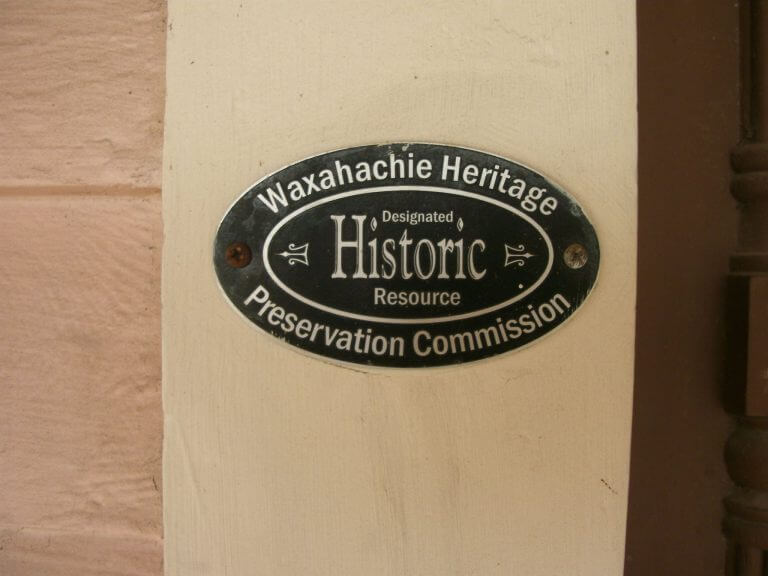 Waxahachie Heritage
Designated
Historic
Resource
Preservation Commission